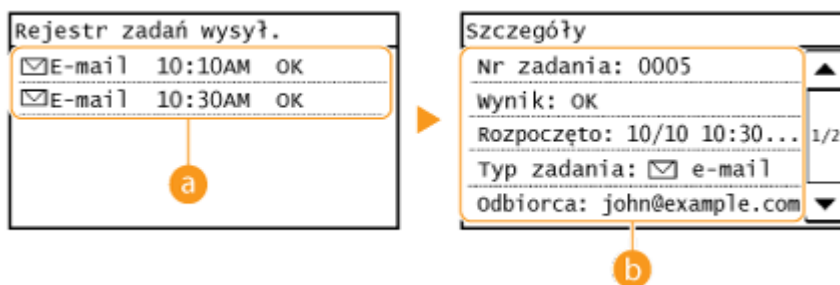 Rejestr zadań wysył.
E-mail 10:10AM OK
E-mail 10:30AM OK
a
Szczegóły
Nr zadania: 0005
Wynik: OK
Rozpoczęto: 10/10 10:30...
1/2
Typ zadania: e-mail
Odbiorca: john@example.com
b